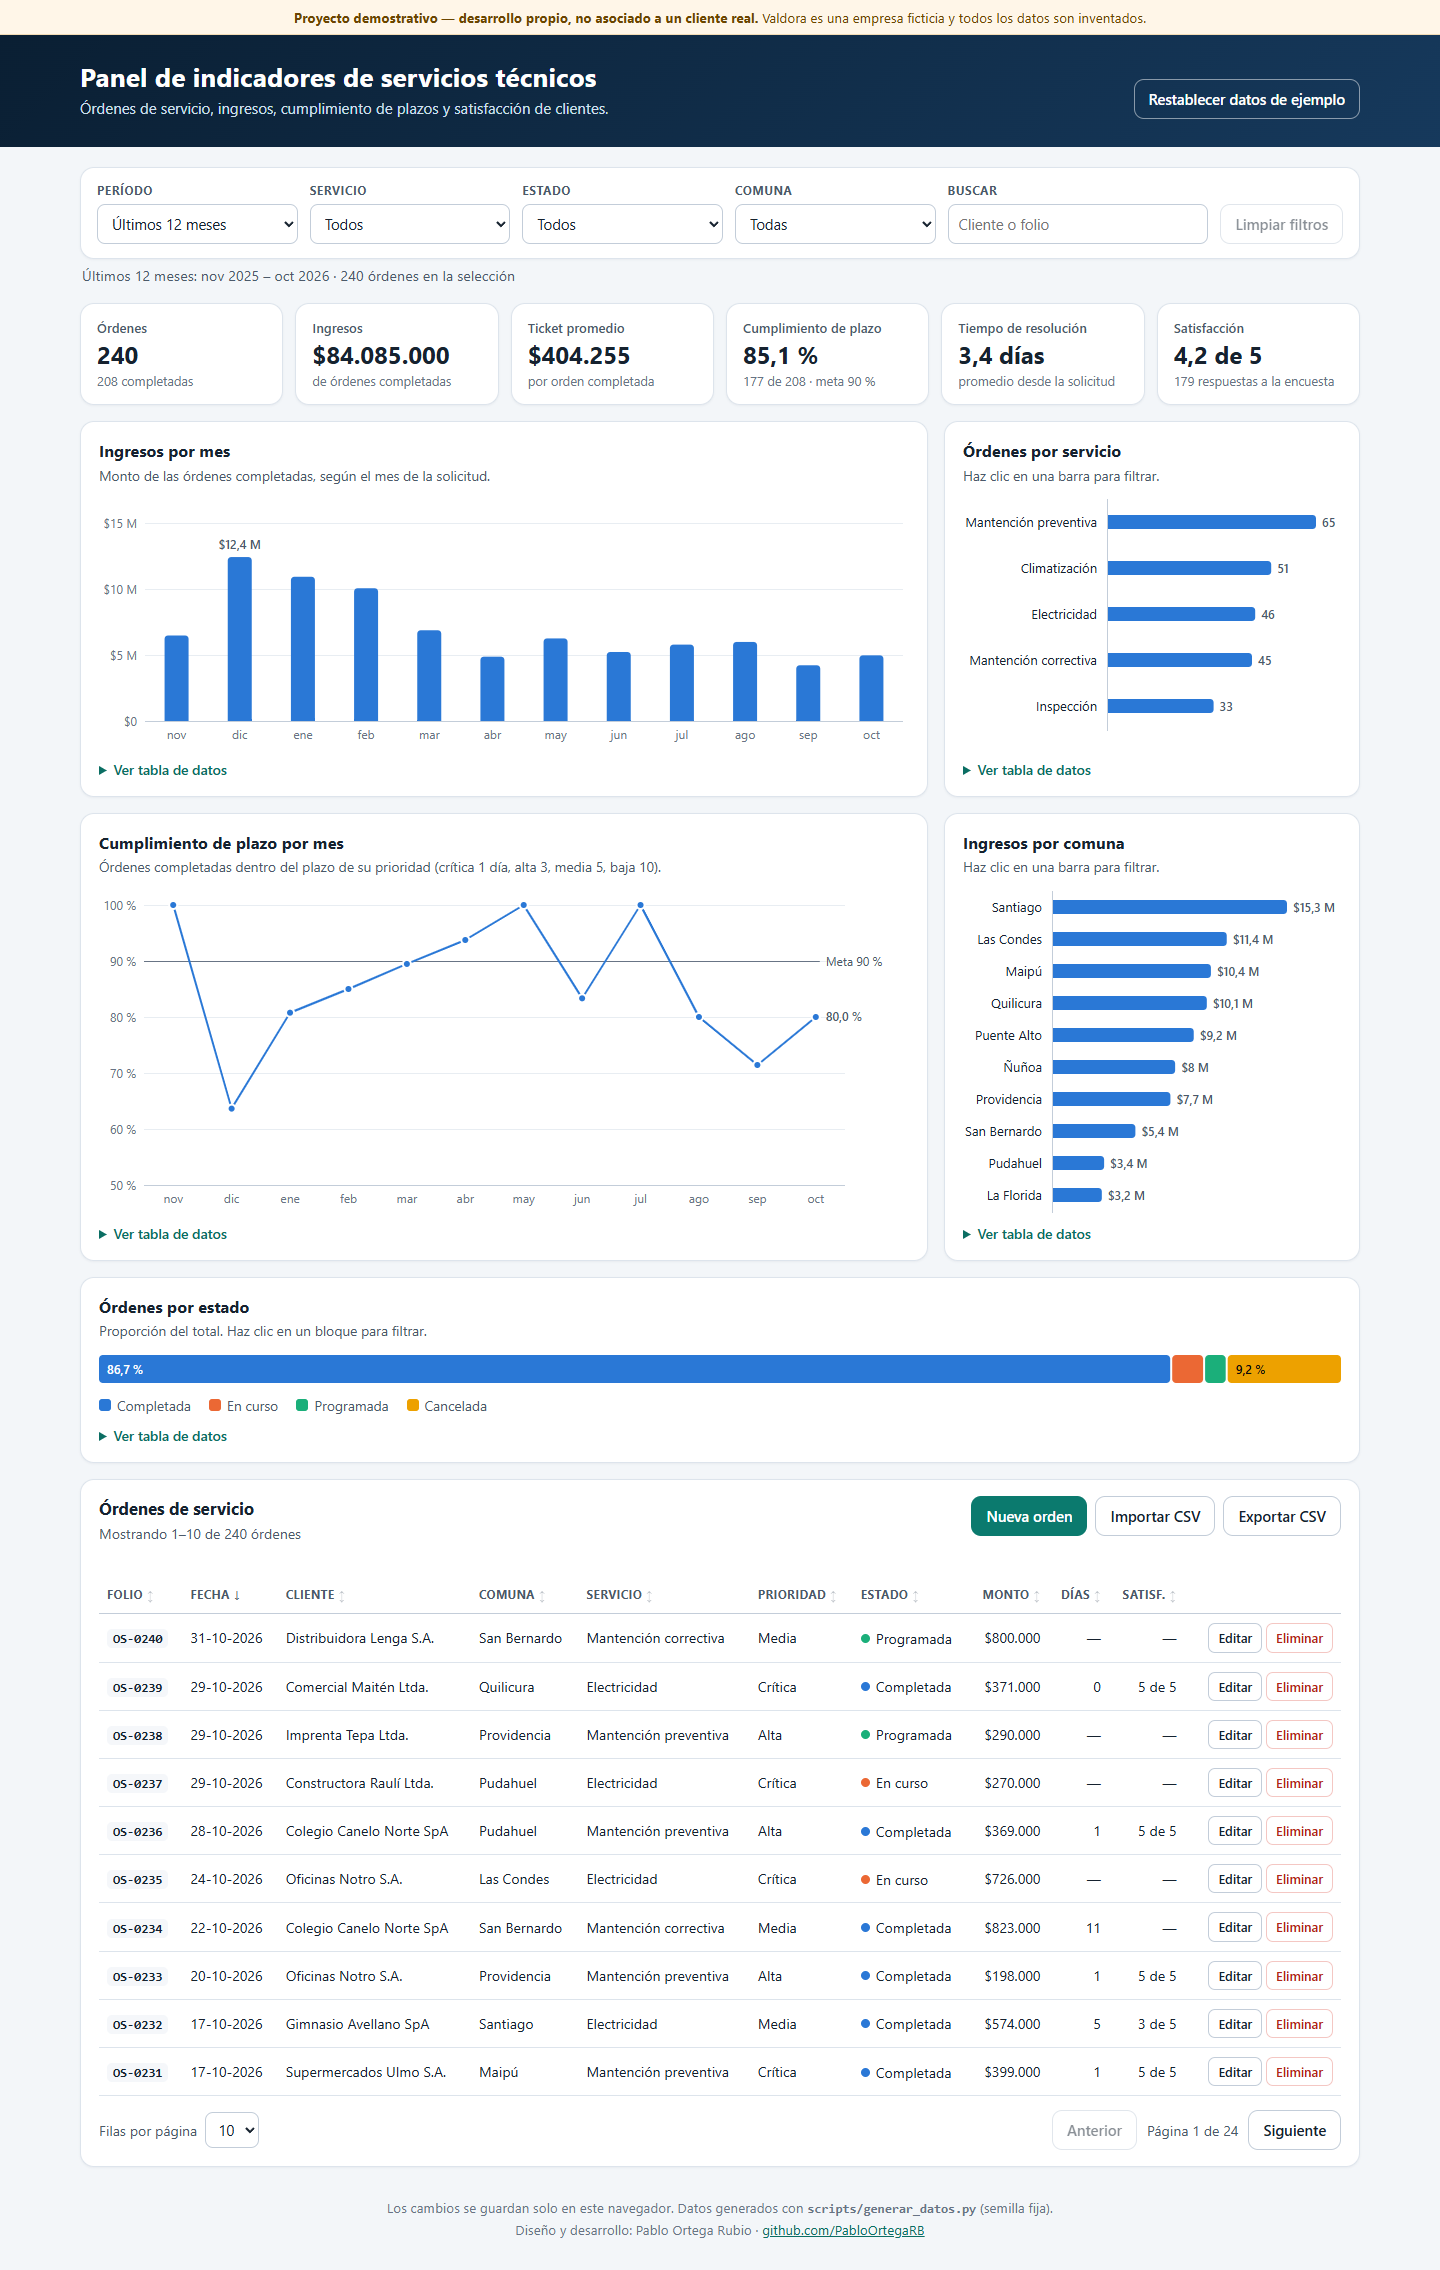 Proyecto demostrativo — desarrollo propio, no asociado a un cliente real. Valdora es una empresa ficticia y todos los datos son inventados.
Panel de indicadores de servicios técnicos
Órdenes de servicio, ingresos, cumplimiento de plazos y satisfacción de clientes.
Restablecer datos de ejemplo
PERÍODO SERVICIO ESTADO COMUNA BUSCAR
Últimos 12 meses Todos Todos Todas Cliente o folio Limpiar filtros
Últimos 12 meses: nov 2025 – oct 2026 · 240 órdenes en la selección
Órdenes
240
208 completadas
Ingresos
$84.085.000
de órdenes completadas
Ticket promedio
$404.255
por orden completada
Cumplimiento de plazo
85,1 %
177 de 208 · meta 90 %
Tiempo de resolución
3,4 días
promedio desde la solicitud
Satisfacción
4,2 de 5
179 respuestas a la encuesta
Ingresos por mes
Monto de las órdenes completadas, según el mes de la solicitud.
$15 M
$12,4 M
$10 M
$5 M
$0
nov dic ene feb mar abr may jun jul ago sep oct
▶ Ver tabla de datos
Órdenes por servicio
Haz clic en una barra para filtrar.
Mantención preventiva 65
Climatización 51
Electricidad 46
Mantención correctiva 45
Inspección 33
▶ Ver tabla de datos
Cumplimiento de plazo por mes
Órdenes completadas dentro del plazo de su prioridad (crítica 1 día, alta 3, media 5, baja 10).
100 %
90 % Meta 90 %
80 % 80,0 %
70 %
60 %
50 %
nov dic ene feb mar abr may jun jul ago sep oct
▶ Ver tabla de datos
Ingresos por comuna
Haz clic en una barra para filtrar.
Santiago $15,3 M
Las Condes $11,4 M
Maipú $10,4 M
Quilicura $10,1 M
Puente Alto $9,2 M
Ñuñoa $8 M
Providencia $7,7 M
San Bernardo $5,4 M
Pudahuel $3,4 M
La Florida $3,2 M
▶ Ver tabla de datos
Órdenes por estado
Proporción del total. Haz clic en un bloque para filtrar.
86,7 % 9,2 %
Completada En curso Programada Cancelada
▶ Ver tabla de datos
Órdenes de servicio
Mostrando 1–10 de 240 órdenes
Nueva orden Importar CSV Exportar CSV
FOLIO ↕ FECHA ↓ CLIENTE ↕ COMUNA ↕ SERVICIO ↕ PRIORIDAD ↕ ESTADO ↕ MONTO ↕ DÍAS ↕ SATISF. ↕
OS-0240 31-10-2026 Distribuidora Lenga S.A. San Bernardo Mantención correctiva Media Programada $800.000 — — Editar Eliminar
OS-0239 29-10-2026 Comercial Maitén Ltda. Quilicura Electricidad Crítica Completada $371.000 0 5 de 5 Editar Eliminar
OS-0238 29-10-2026 Imprenta Tepa Ltda. Providencia Mantención preventiva Alta Programada $290.000 — — Editar Eliminar
OS-0237 29-10-2026 Constructora Raulí Ltda. Pudahuel Electricidad Crítica En curso $270.000 — — Editar Eliminar
OS-0236 28-10-2026 Colegio Canelo Norte SpA Pudahuel Mantención preventiva Alta Completada $369.000 1 5 de 5 Editar Eliminar
OS-0235 24-10-2026 Oficinas Notro S.A. Las Condes Electricidad Crítica En curso $726.000 — — Editar Eliminar
OS-0234 22-10-2026 Colegio Canelo Norte SpA San Bernardo Mantención correctiva Media Completada $823.000 11 — Editar Eliminar
OS-0233 20-10-2026 Oficinas Notro S.A. Providencia Mantención preventiva Alta Completada $198.000 1 5 de 5 Editar Eliminar
OS-0232 17-10-2026 Gimnasio Avellano SpA Santiago Electricidad Media Completada $574.000 5 3 de 5 Editar Eliminar
OS-0231 17-10-2026 Supermercados Ulmo S.A. Maipú Mantención preventiva Crítica Completada $399.000 1 5 de 5 Editar Eliminar
Filas por página 10 Anterior Página 1 de 24 Siguiente
Los cambios se guardan solo en este navegador. Datos generados con scripts/generar_datos.py (semilla fija).
Diseño y desarrollo: Pablo Ortega Rubio · github.com/PabloOrtegaRB